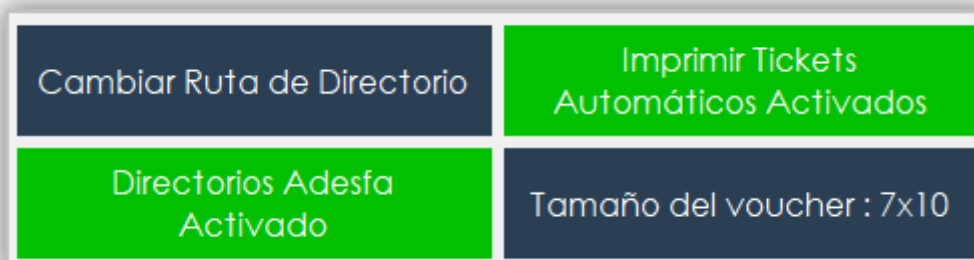 Cambiar Ruta de Directorio
Imprimir Tickets
Automáticos Activados
Directorios Adesfa
Activado
Tamaño del voucher : 7x10